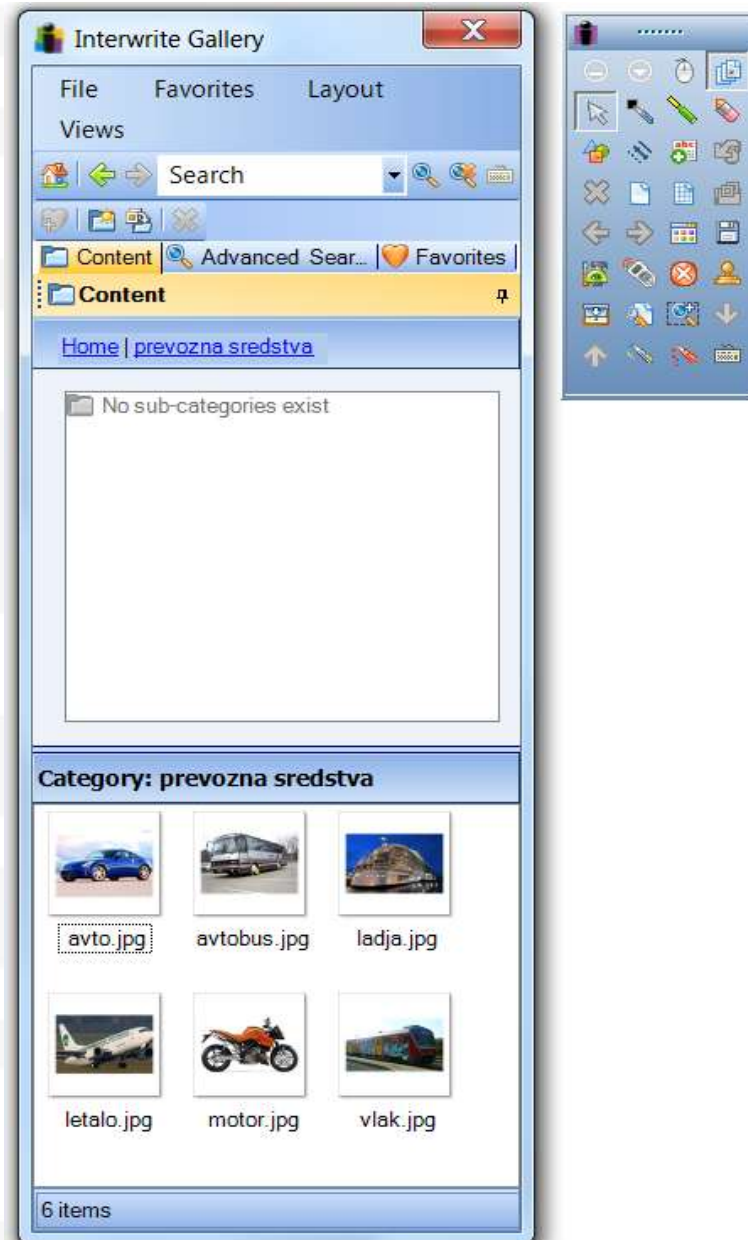 Interwrite Gallery
File Favorites Layout
Views
Search
Content Advanced Sear... Favorites
Content
Home | prevozna sredstva
No sub-categories exist
Category: prevozna sredstva
avto.jpg avtobus.jpg ladja.jpg
letalo.jpg motor.jpg vlak.jpg
6 items
abc